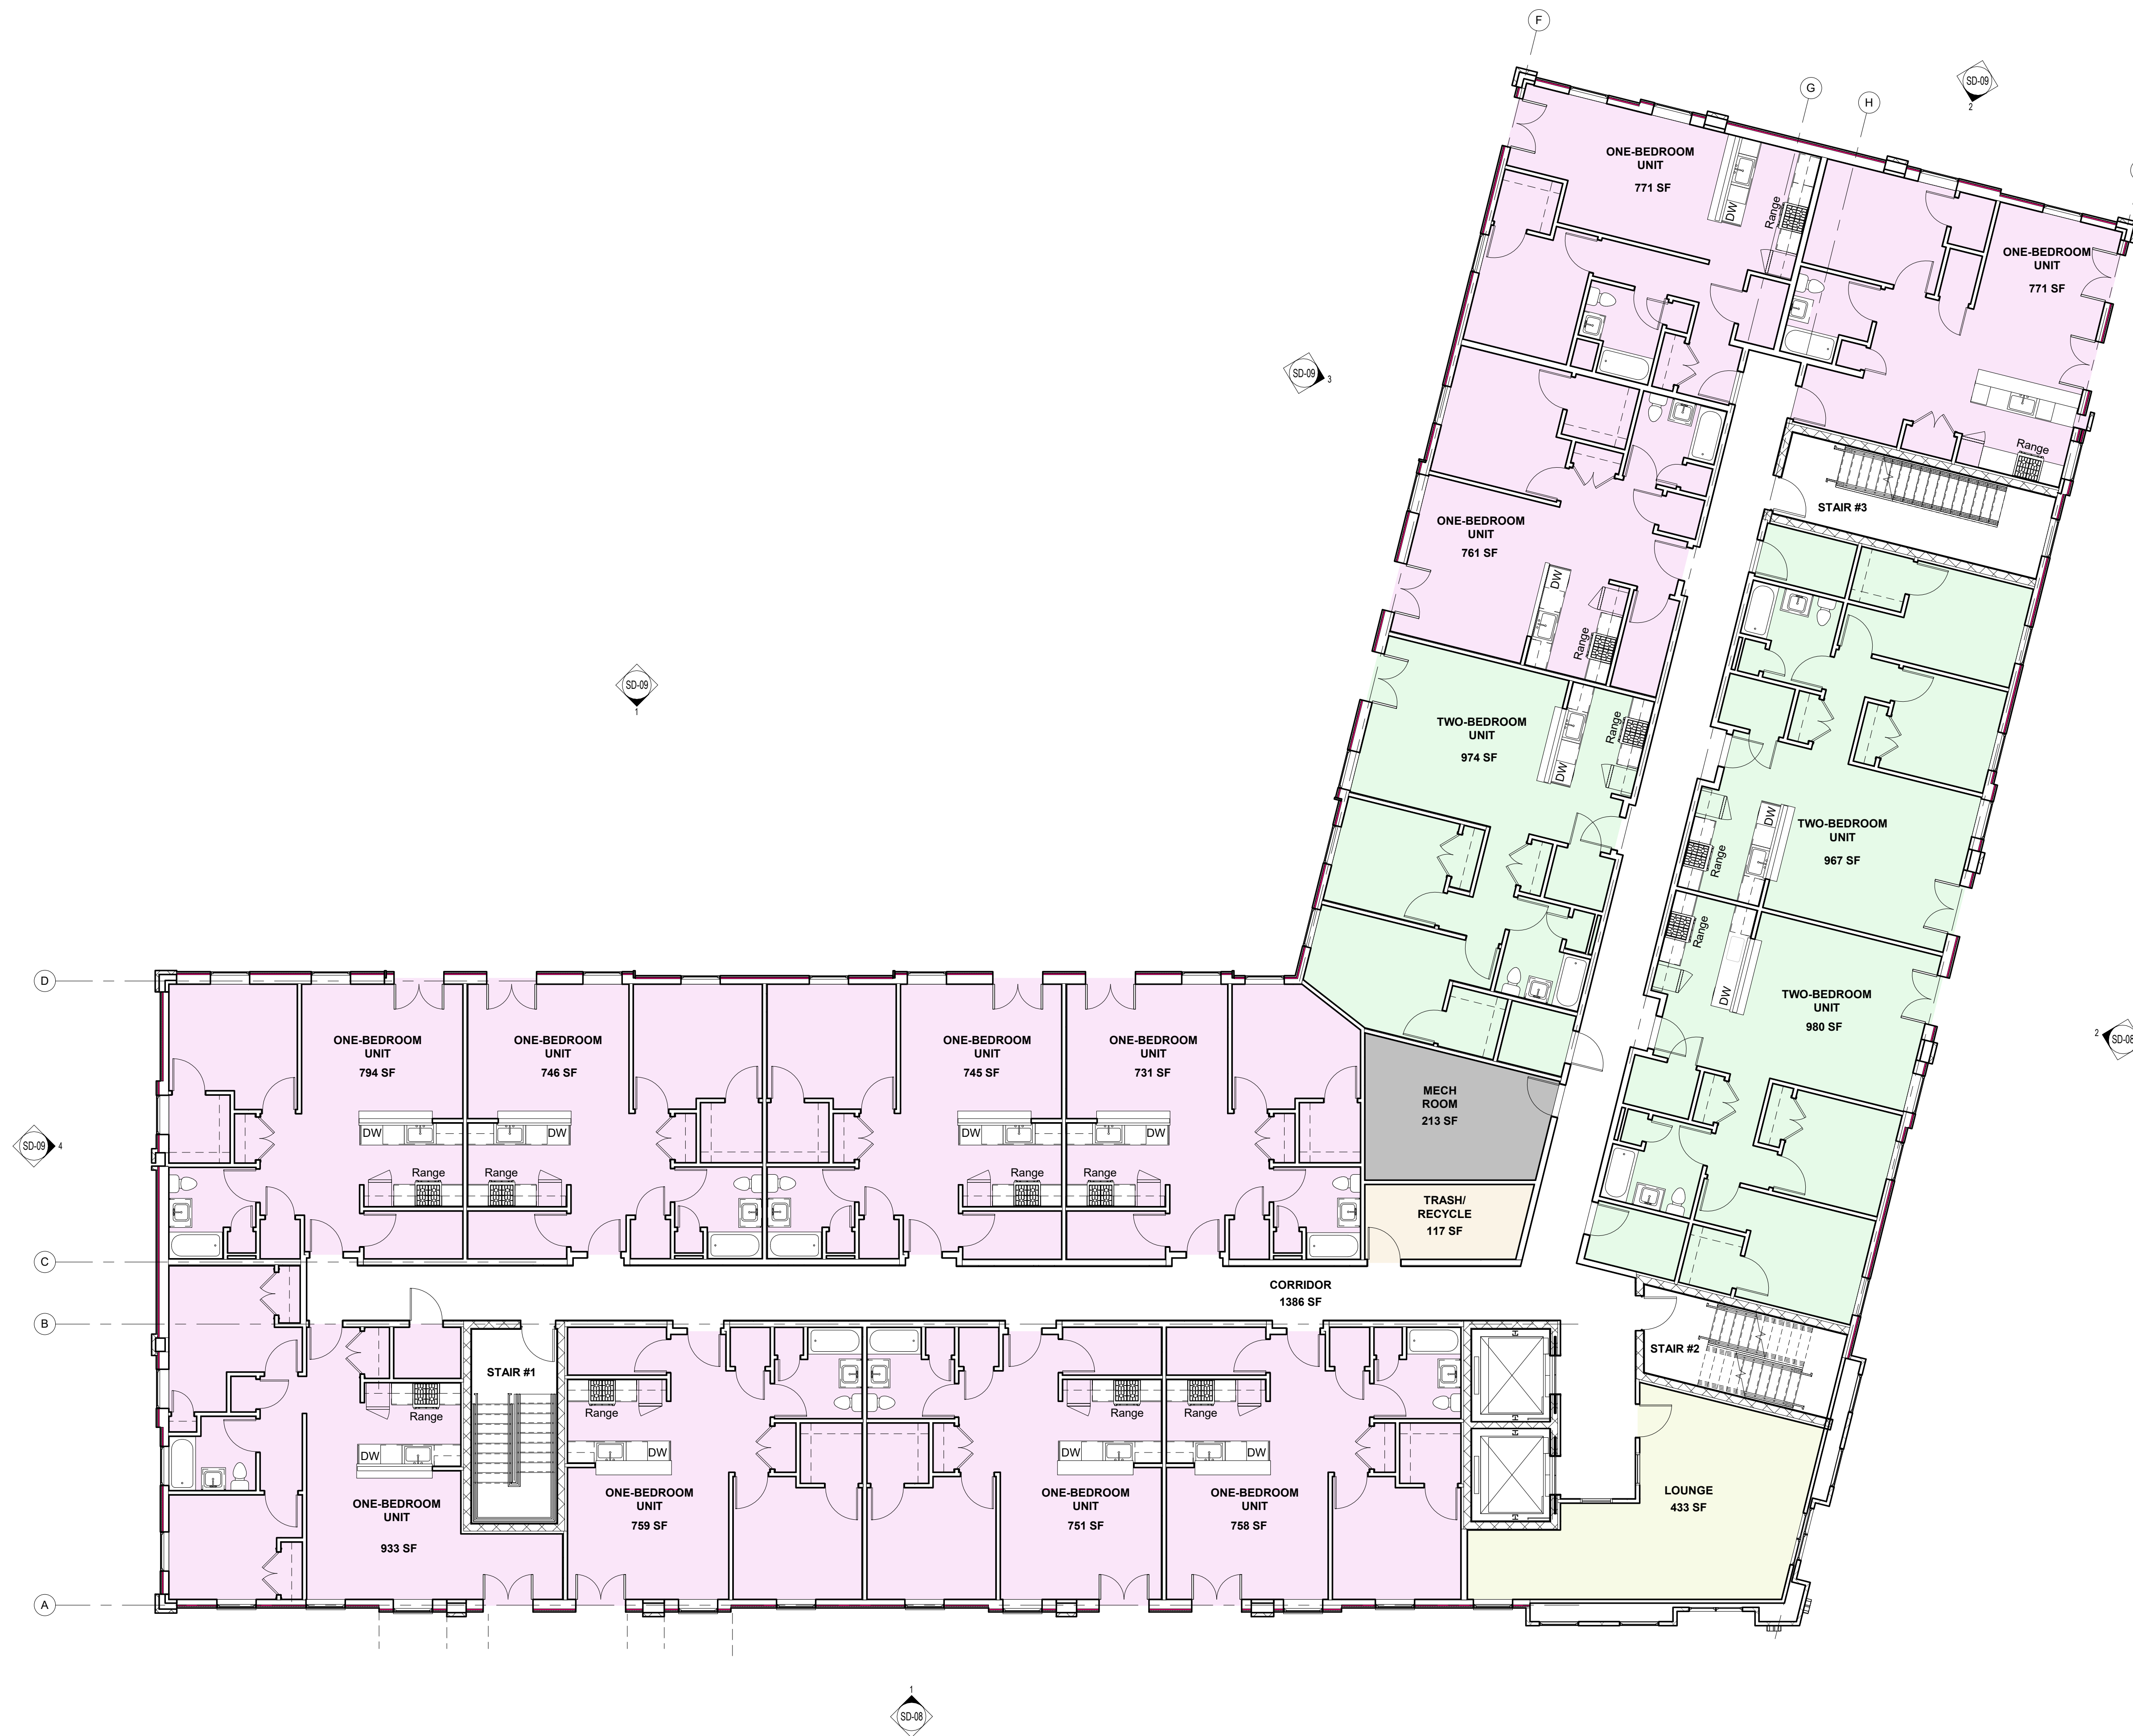 F
SD-09
2
G
H
ONE-BEDROOM
UNIT
771 SF
DW
Range
ONE-BEDROOM
UNIT
771 SF
Range
SD-09
3
STAIR #3
ONE-BEDROOM
UNIT
761 SF
DW
Range
SD-09
1
TWO-BEDROOM
UNIT
974 SF
Range
DW
TWO-BEDROOM
UNIT
967 SF
DW
Range
Range
TWO-BEDROOM
UNIT
980 SF
DW
2
SD-08
D
ONE-BEDROOM
UNIT
794 SF
ONE-BEDROOM
UNIT
746 SF
ONE-BEDROOM
UNIT
745 SF
ONE-BEDROOM
UNIT
731 SF
MECH
ROOM
213 SF
DW
DW
DW
DW
SD-09
4
Range
Range
Range
Range
TRASH/
RECYCLE
117 SF
C
CORRIDOR
1386 SF
B
STAIR #1
STAIR #2
Range
Range
Range
Range
DW
DW
DW
DW
ONE-BEDROOM
UNIT
933 SF
ONE-BEDROOM
UNIT
759 SF
ONE-BEDROOM
UNIT
751 SF
ONE-BEDROOM
UNIT
758 SF
LOUNGE
433 SF
A
1
SD-08